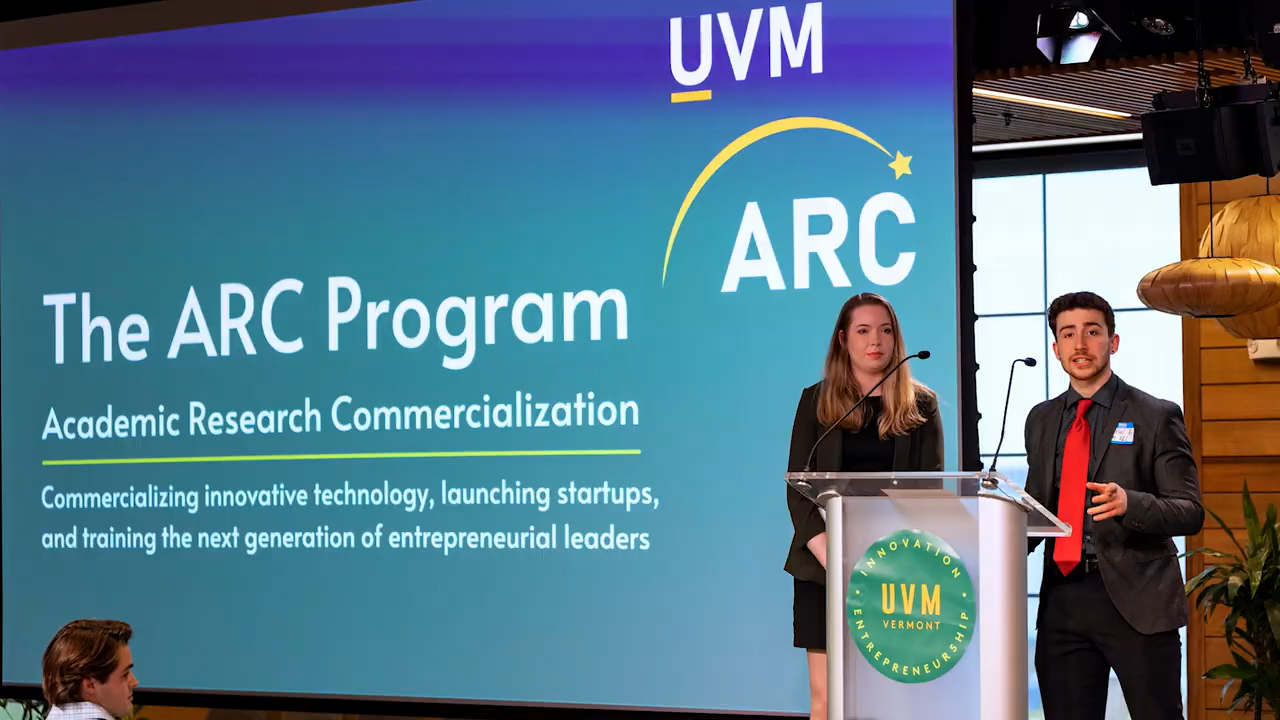 UVM
ARC
The ARC Program
Academic Research Commercialization
Commercializing innovative technology, launching startups,
and training the next generation of entrepreneurial leaders
INNOVATION
UVM
VERMONT
ENTREPRENEURSHIP